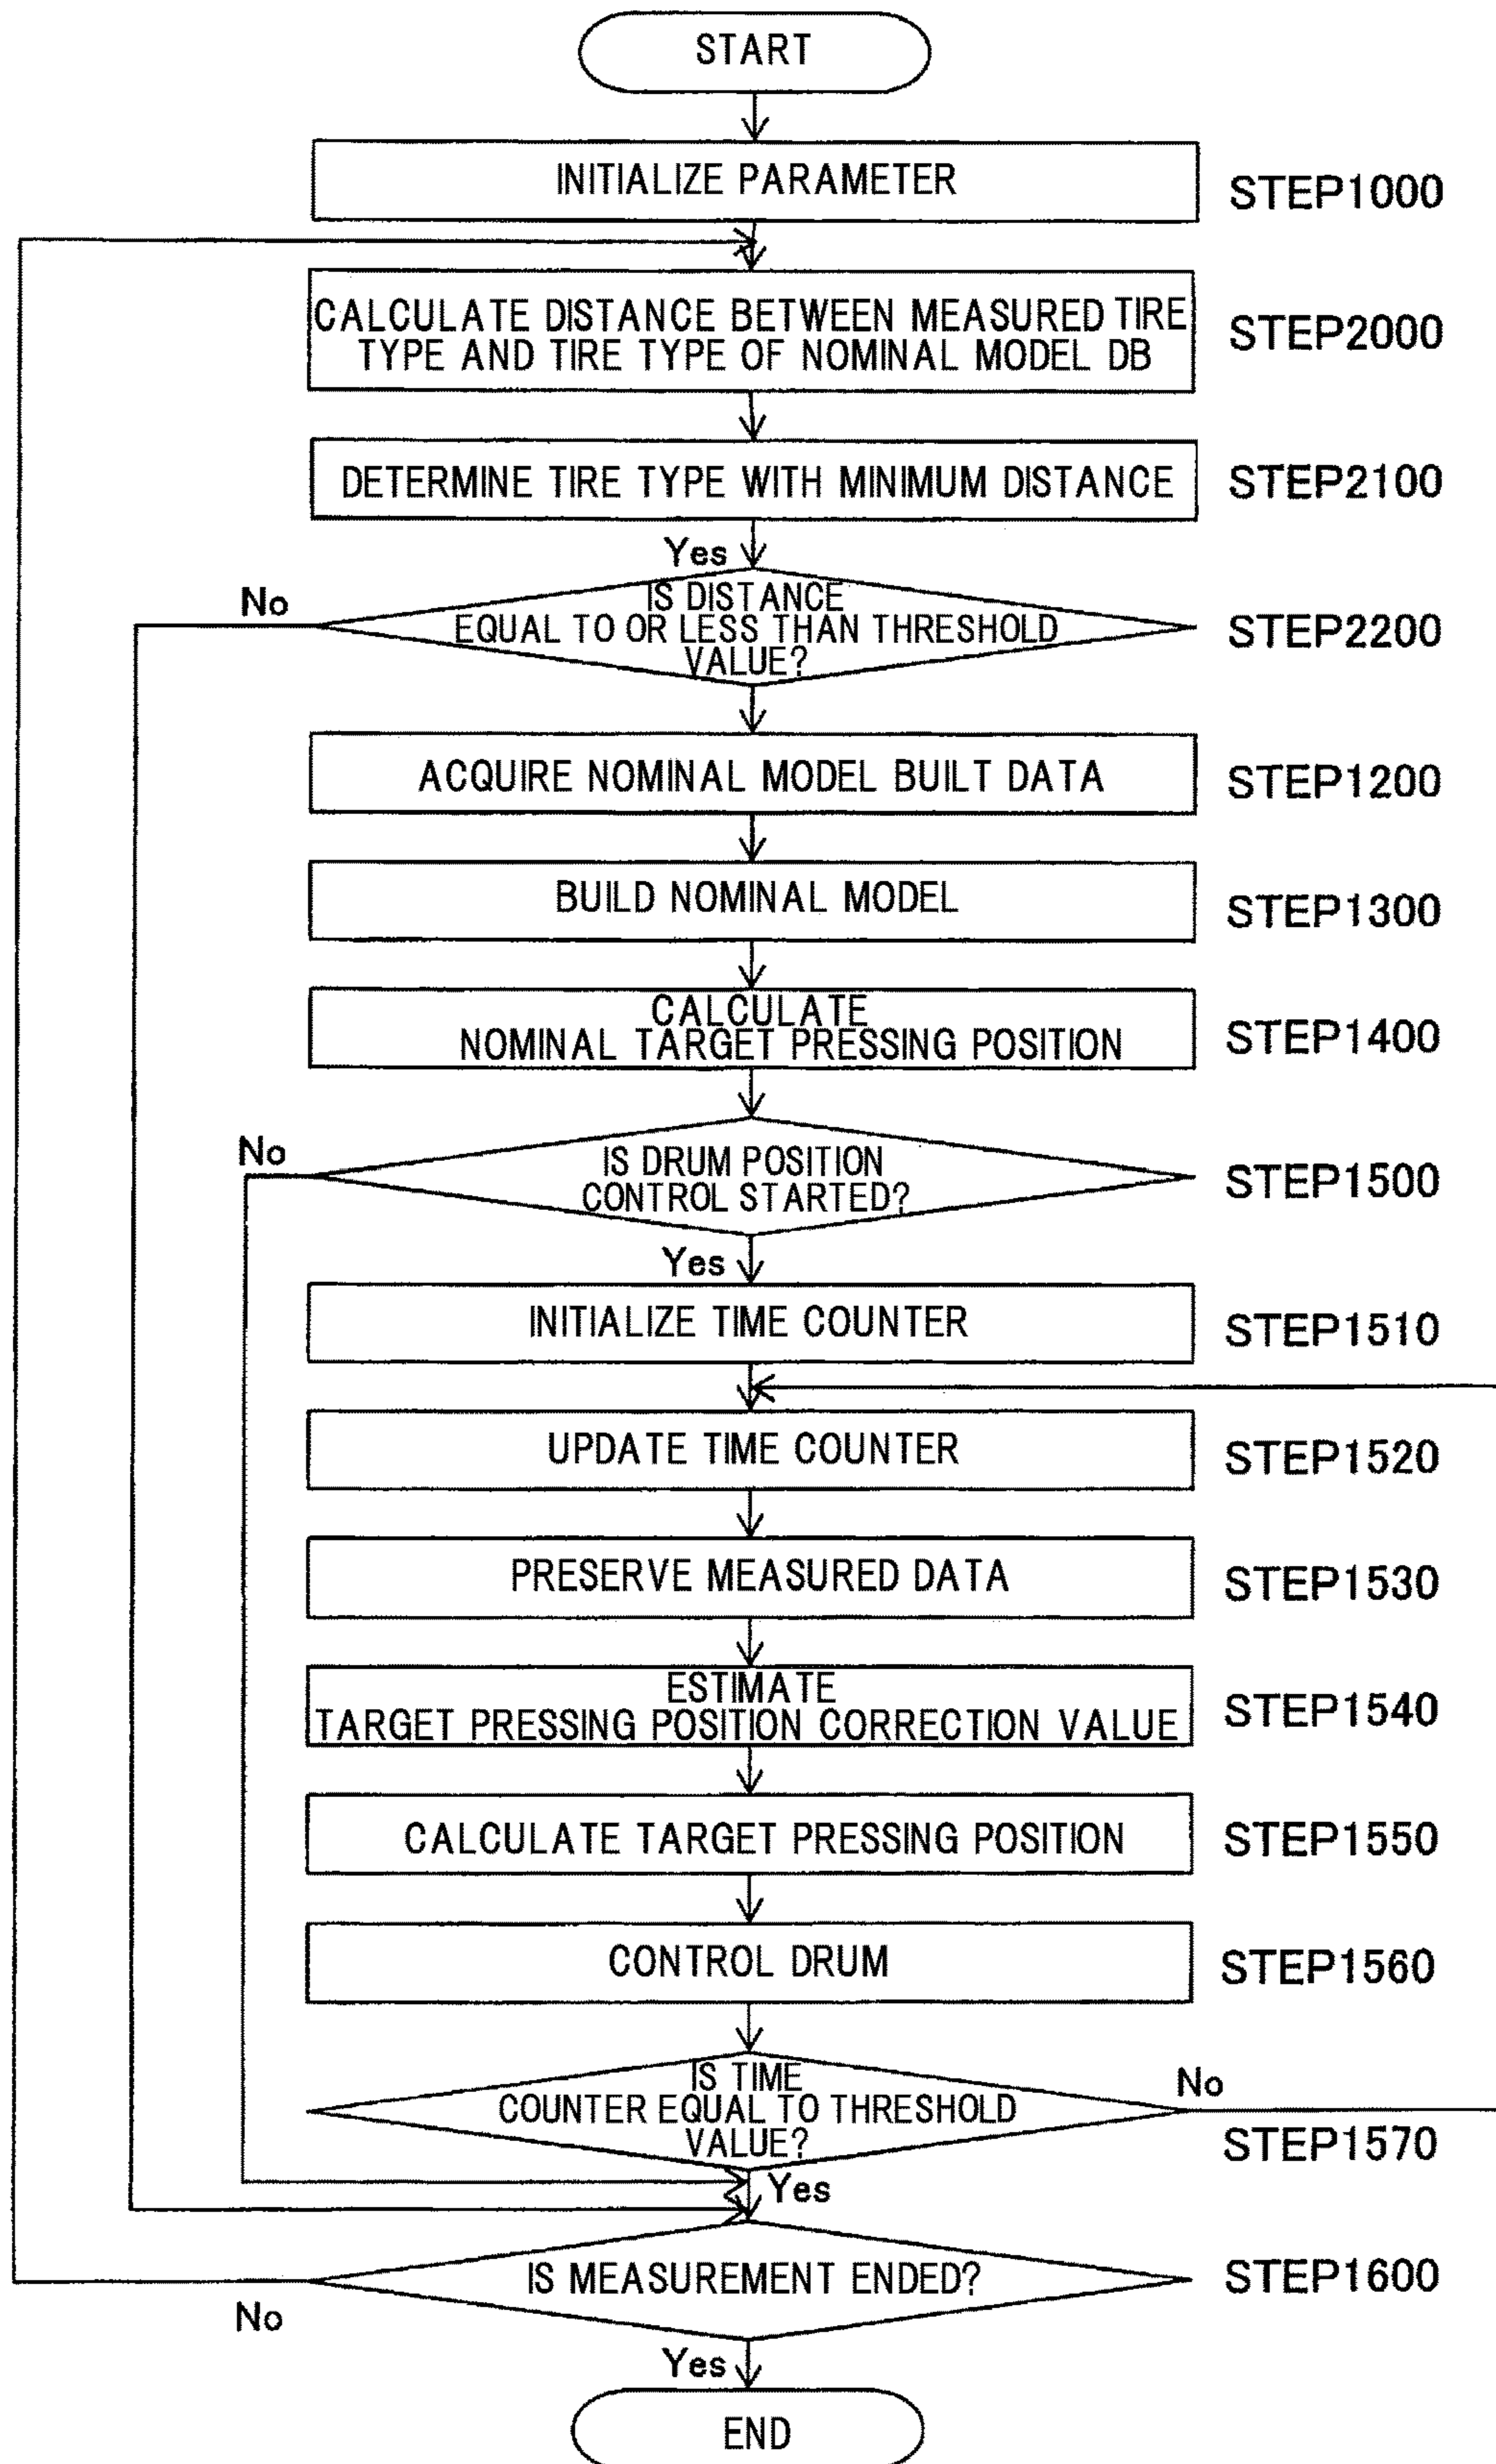 START
INITIALIZE PARAMETER
STEP1000
CALCULATE DISTANCE BETWEEN MEASURED TIRE
TYPE AND TIRE TYPE OF NOMINAL MODEL DB
STEP2000
DETERMINE TIRE TYPE WITH MINIMUM DISTANCE
STEP2100
Yes
No
IS DISTANCE
EQUAL TO OR LESS THAN THRESHOLD
VALUE?
STEP2200
ACQUIRE NOMINAL MODEL BUILT DATA
STEP1200
BUILD NOMINAL MODEL
STEP1300
CALCULATE
NOMINAL TARGET PRESSING POSITION
STEP1400
No
IS DRUM POSITION
CONTROL STARTED?
STEP1500
Yes
INITIALIZE TIME COUNTER
STEP1510
UPDATE TIME COUNTER
STEP1520
PRESERVE MEASURED DATA
STEP1530
ESTIMATE
TARGET PRESSING POSITION CORRECTION VALUE
STEP1540
CALCULATE TARGET PRESSING POSITION
STEP1550
CONTROL DRUM
STEP1560
IS TIME
COUNTER EQUAL TO THRESHOLD
VALUE?
No
STEP1570
Yes
IS MEASUREMENT ENDED?
STEP1600
No
Yes
END